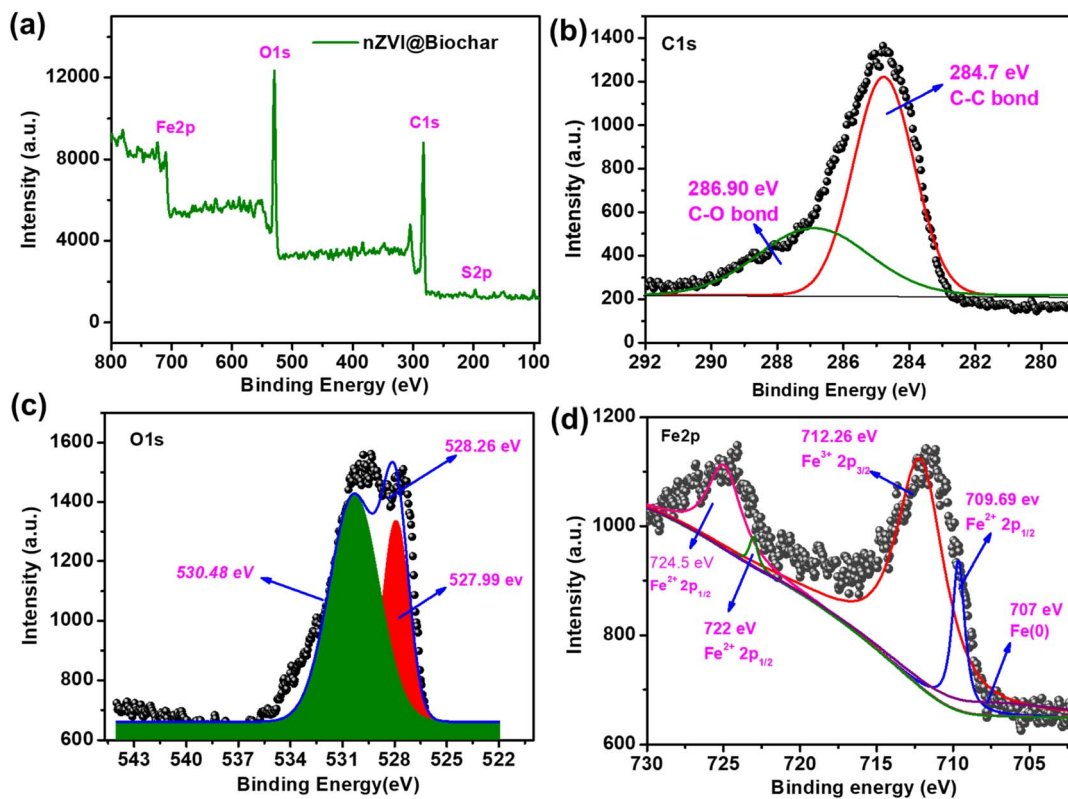 (a)
nZVI@Biochar
O1s
Fe2p
C1s
S2p
12000
8000
4000
0
Intensity (a.u.)
800 700 600 500 400 300 200 100
Binding Energy (eV)
(b)
C1s
284.7 eV
C-C bond
286.90 eV
C-O bond
1400
1200
1000
800
600
400
200
0
Intensity (a.u.)
292 290 288 286 284 282 280
Binding Energy (eV)
(c)
O1s
528.26 eV
530.48 eV
527.99 ev
1600
1400
1200
1000
800
600
Intensity (a.u.)
543 540 537 534 531 528 525 522
Binding Energy(eV)
(d)
Fe2p
712.26 eV
Fe³⁺ 2p3/2
709.69 ev
Fe²⁺ 2p1/2
724.5 eV
Fe²⁺ 2p1/2
722 eV
Fe²⁺ 2p1/2
707 eV
Fe(0)
1200
1000
800
600
Intensity (a.u.)
730 725 720 715 710 705
Binding energy (eV)